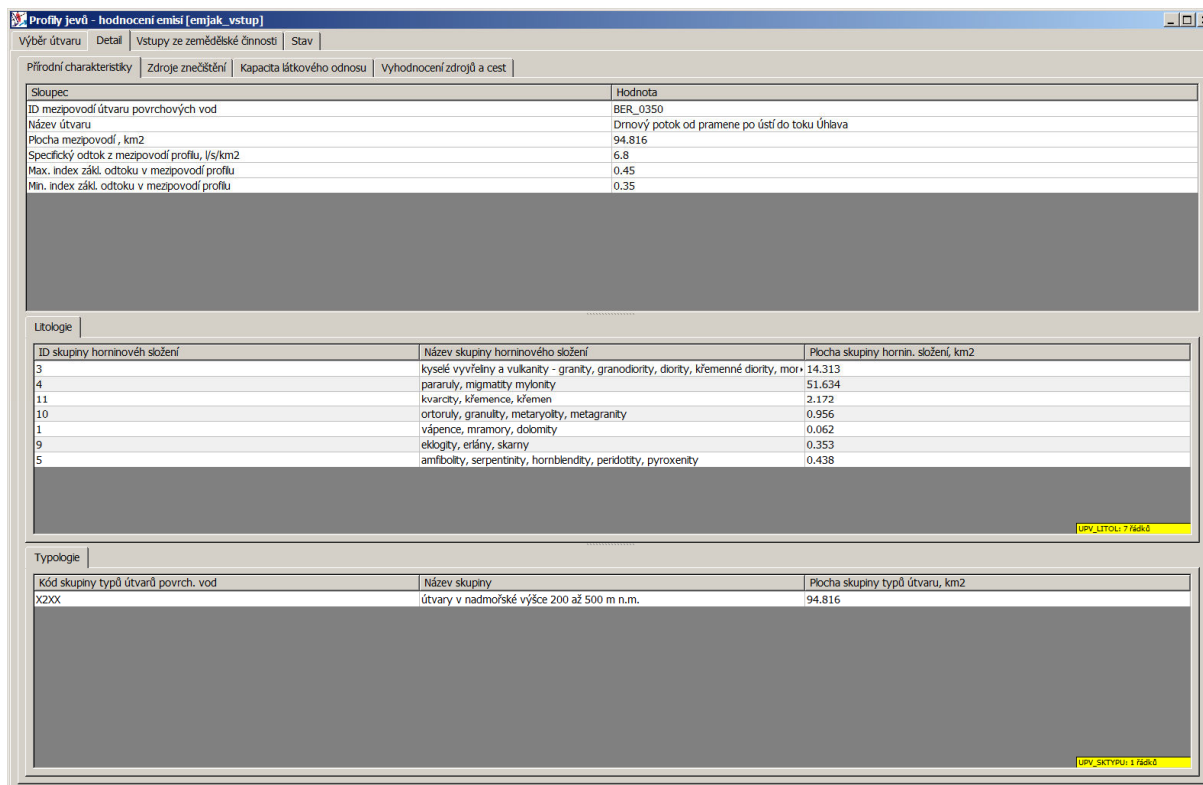 Profily jevů - hodnocení emisí [emjak_vstup]
Výběr útvaru Detail Vstupy ze zemědělské činnosti Stav
Přírodní charakteristiky Zdroje znečištění Kapacita látkového odnosu Vyhodnocení zdrojů a cest
Sloupec Hodnota
ID mezipovodí útvaru povrchových vod BER_0350
Název útvaru Drnový potok od pramene po ústí do toku Úhlava
Plocha mezipovodí , km2 94.816
Specifický odtok z mezipovodí profilu, l/s/km2 6.8
Max. index zákl. odtoku v mezipovodí profilu 0.45
Min. index zákl. odtoku v mezipovodí profilu 0.35
Litologie
ID skupiny horninovéh složení Název skupiny horninového složení Plocha skupiny hornin. složení, km2
3 kyselé vyvřeliny a vulkanity - granity, granodiority, diority, křemenné diority, mor 14.313
4 pararuly, migmatity mylonity 51.634
11 kvarcity, křemence, křemen 2.172
10 ortoruly, granulity, metaryolity, metagranity 0.956
1 vápence, mramory, dolomity 0.062
9 eklogity, erlány, skarny 0.353
5 amfibolity, serpentinity, hornblendity, peridotity, pyroxenity 0.438
UPV_LITOL: 7 řádků
Typologie
Kód skupiny typů útvarů povrch. vod Název skupiny Plocha skupiny typů útvaru, km2
X2XX útvary v nadmořské výšce 200 až 500 m n.m. 94.816
UPV_SKTYPU: 1 řádků